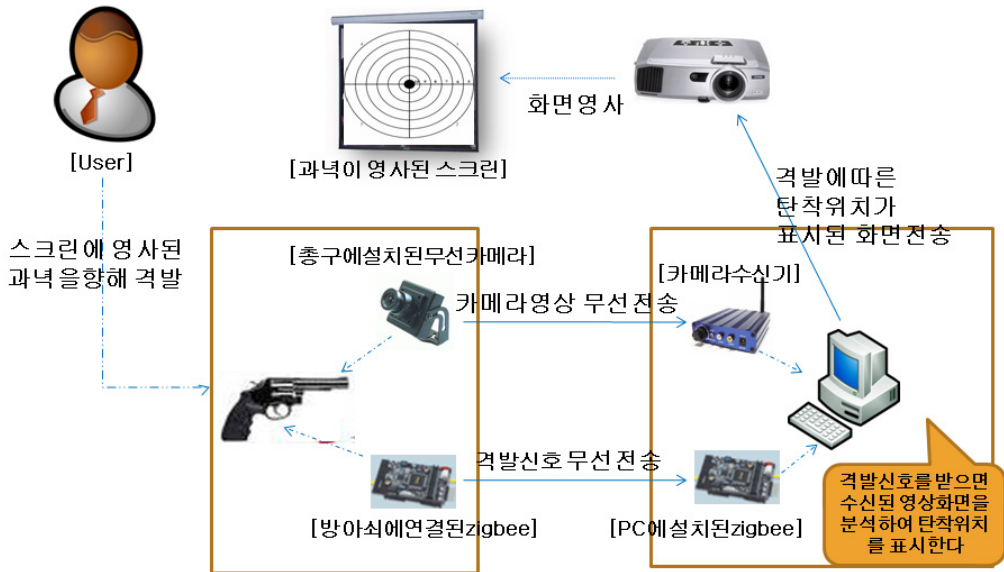 화면영사
[User]
[과녁이 영사된 스크린]
격발에따른
탄착위치가
표시된 화면전송
스크린에 영사된
과녁을향해 격발
[총구에설치된무선카메라]
[카메라수신기]
카메라영상 무선 전송
격발신호 무선 전송
[방아쇠에연결된zigbee]
[PC에설치된zigbee]
격발신호를 받으면
수신된 영상화면을
분석하여 탄착위치
를 표시한다